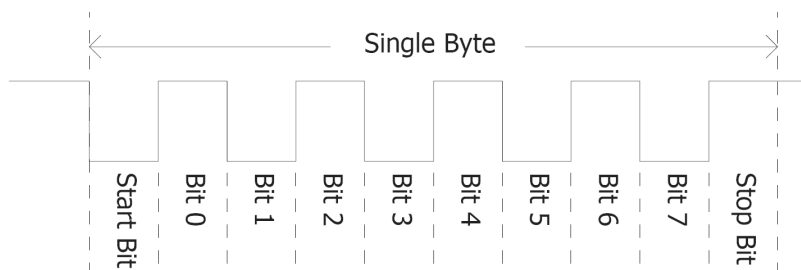 Single Byte
Start Bit
Bit 0
Bit 1
Bit 2
Bit 3
Bit 4
Bit 5
Bit 6
Bit 7
Stop Bit